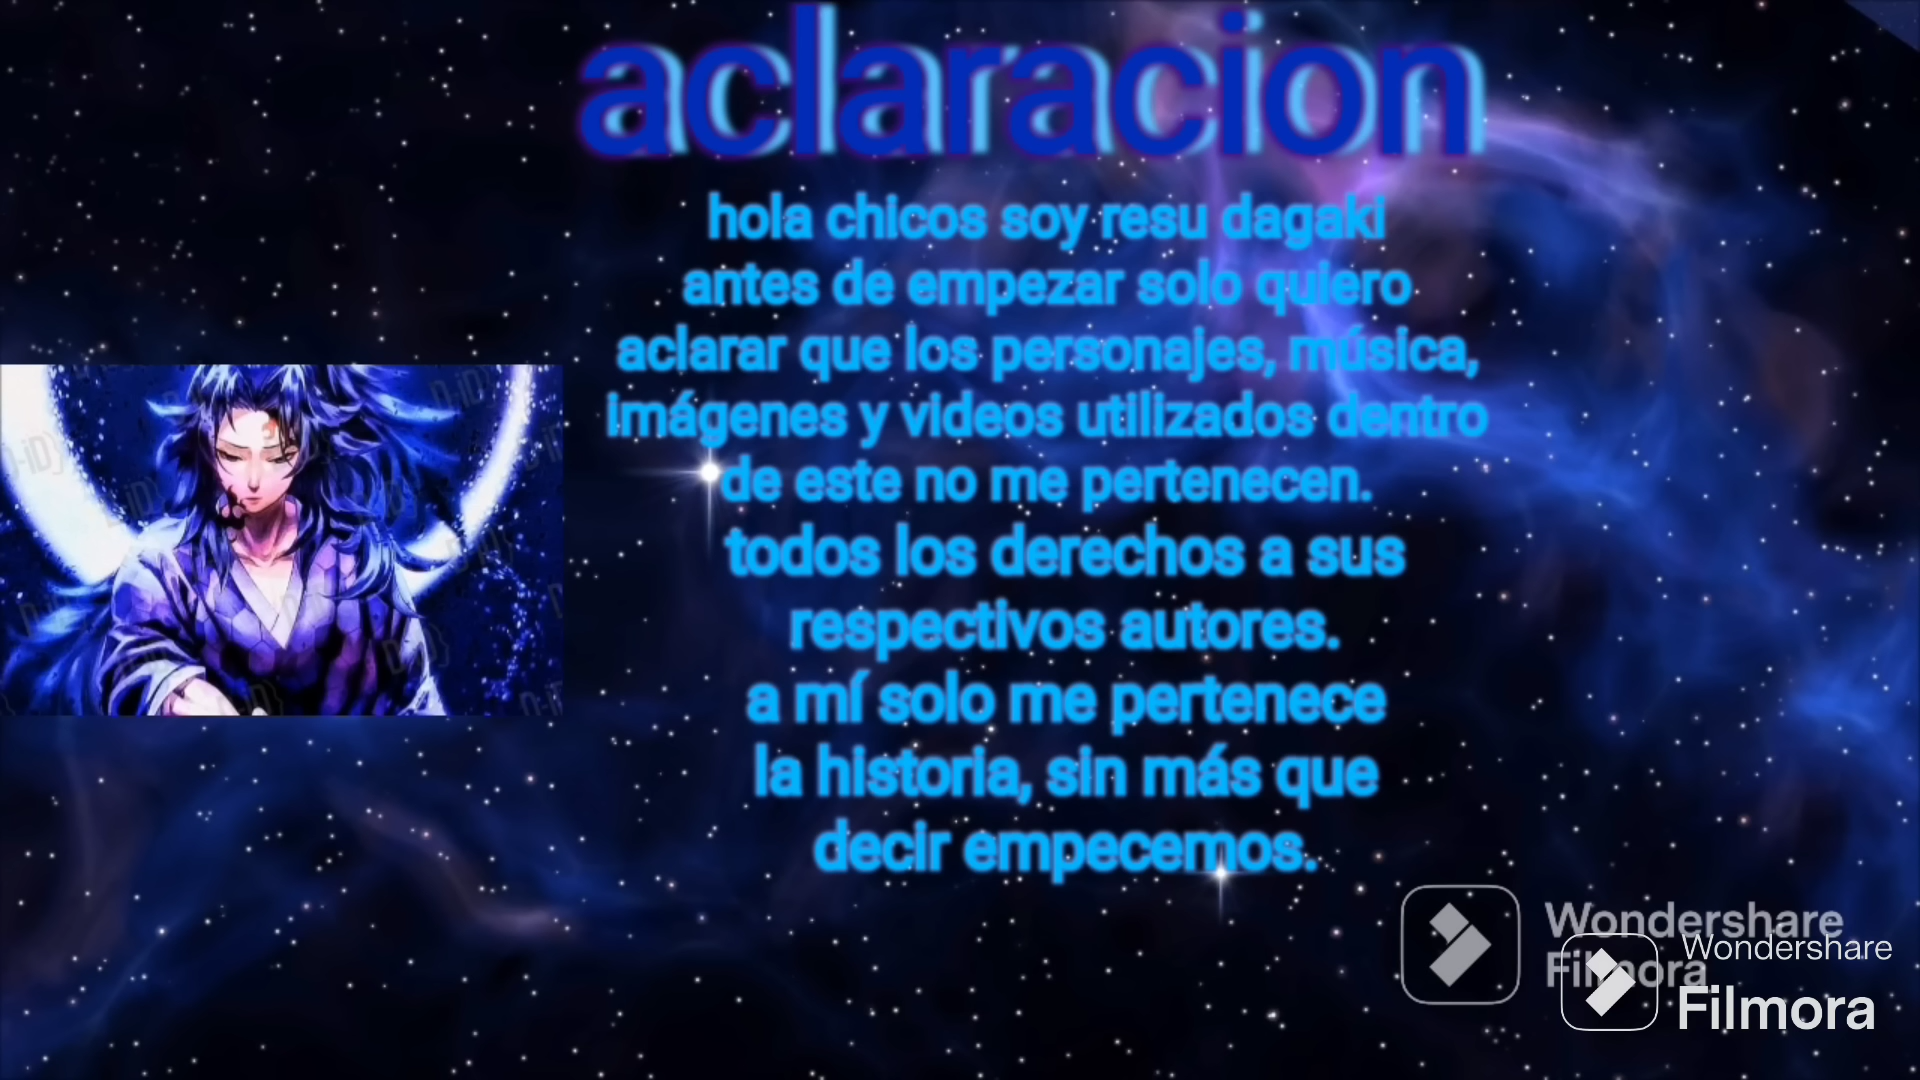 aclaracion
hola chicos soy resu dagaki
antes de empezar solo quiero
aclarar que los personajes, música,
imágenes y videos utilizados dentro
de este no me pertenecen.
todos los derechos a sus
respectivos autores.
a mí solo me pertenece
la historia, sin más que
decir empecemos.
Wondershare
Filmora
Wondershare
Filmora